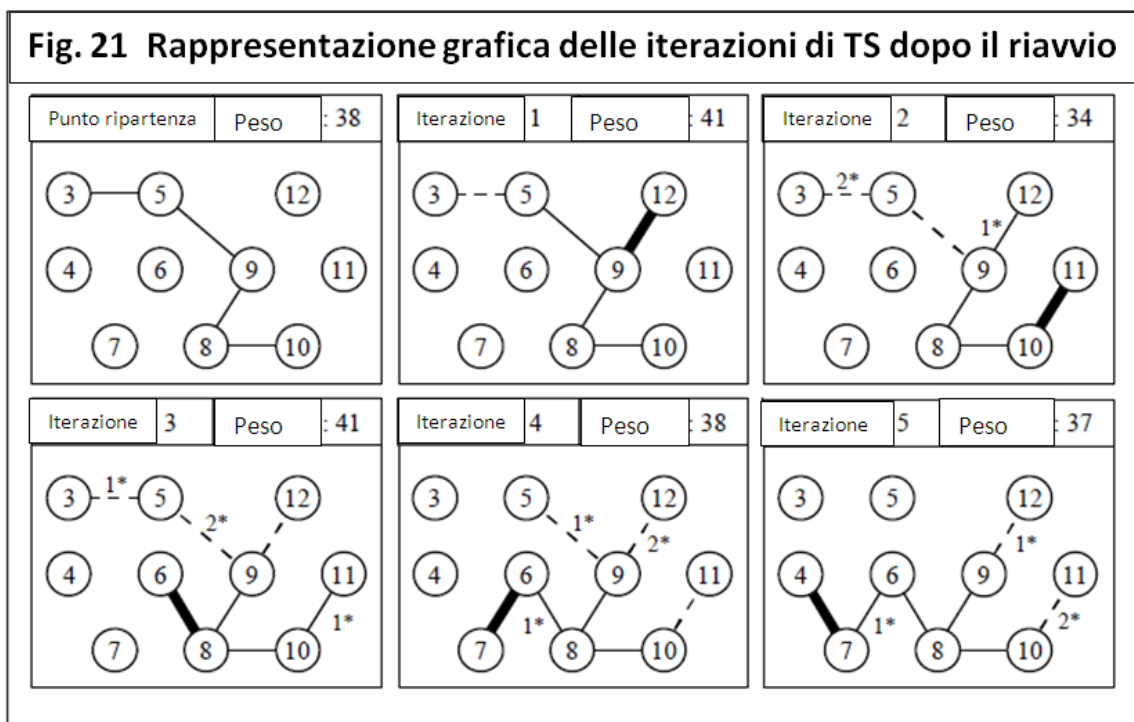 Fig. 21 Rappresentazione grafica delle iterazioni di TS dopo il riavvio
Punto ripartenza Peso : 38
3 5 12
4 6 9 11
7 8 10
Iterazione 1 Peso : 41
3 5 12
4 6 9 11
7 8 10
Iterazione 2 Peso : 34
3 2* 5 12
1*
4 6 9 11
7 8 10
Iterazione 3 Peso : 41
1*
3 5 12
2*
4 6 9 11
1*
7 8 10
Iterazione 4 Peso : 38
3 5 12
1* 2*
4 6 9 11
1*
7 8 10
Iterazione 5 Peso : 37
3 5 12
1*
4 6 9 11
1* 2*
7 8 10